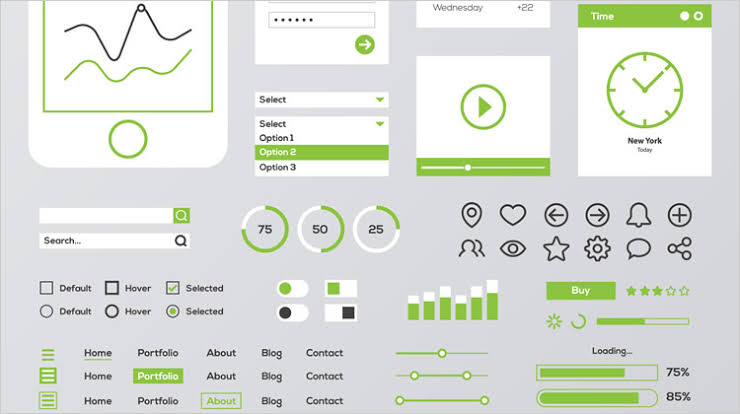 Wednesday +22
Time
Select
Select
Option 1
Option 2
Option 3
New York
Today
Search...
75 50 25
Default Hover Selected
Default Hover Selected
Buy
Home Portfolio About Blog Contact
Home Portfolio About Blog Contact
Home Portfolio About Blog Contact
Loading...
75%
85%